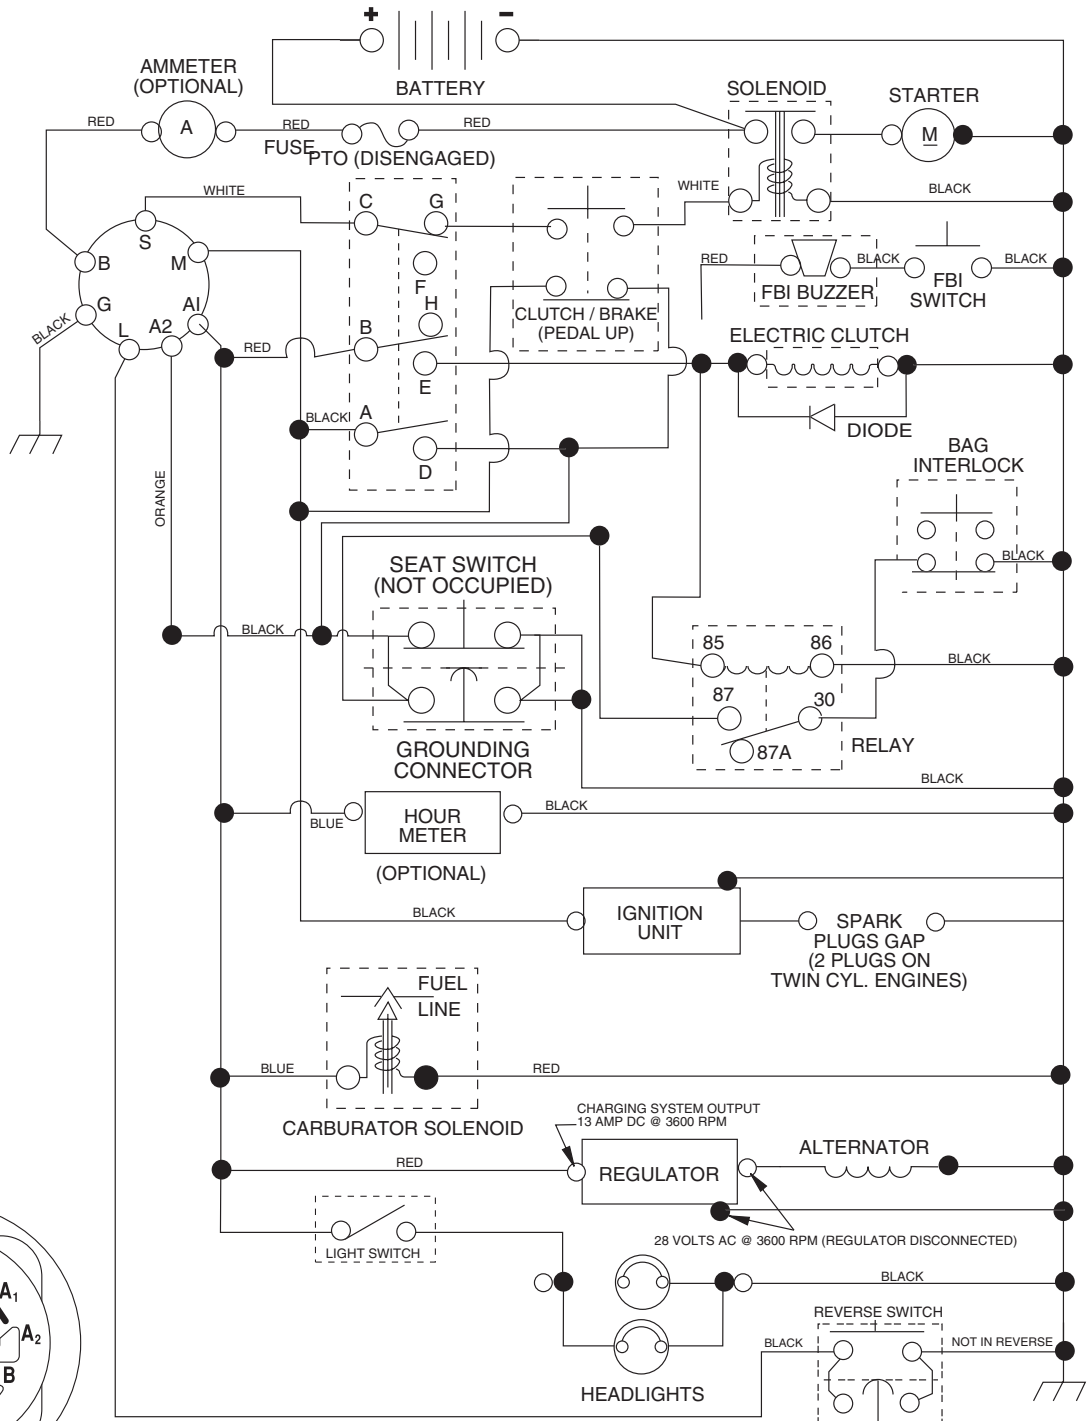 +
−
BATTERY
AMMETER
(OPTIONAL)
A
RED
RED
FUSE
RED
PTO (DISENGAGED)
SOLENOID
STARTER
M
WHITE
C
G
WHITE
BLACK
S
M
B
G
L
A2
A1
F
H
B
E
A
D
CLUTCH / BRAKE
(PEDAL UP)
RED
FBI BUZZER
BLACK
FBI
SWITCH
BLACK
BLACK
RED
BLACK
ELECTRIC CLUTCH
DIODE
BAG
INTERLOCK
BLACK
ORANGE
SEAT SWITCH
(NOT OCCUPIED)
BLACK
GROUNDING
CONNECTOR
85
86
BLACK
87
30
87A
RELAY
BLACK
BLUE
HOUR
METER
BLACK
(OPTIONAL)
BLACK
IGNITION
UNIT
SPARK
PLUGS GAP
(2 PLUGS ON
TWIN CYL. ENGINES)
FUEL
LINE
BLUE
RED
CARBURATOR SOLENOID
CHARGING SYSTEM OUTPUT
13 AMP DC @ 3600 RPM
RED
REGULATOR
ALTERNATOR
28 VOLTS AC @ 3600 RPM (REGULATOR DISCONNECTED)
LIGHT SWITCH
BLACK
HEADLIGHTS
REVERSE SWITCH
BLACK
NOT IN REVERSE
A1
A2
B